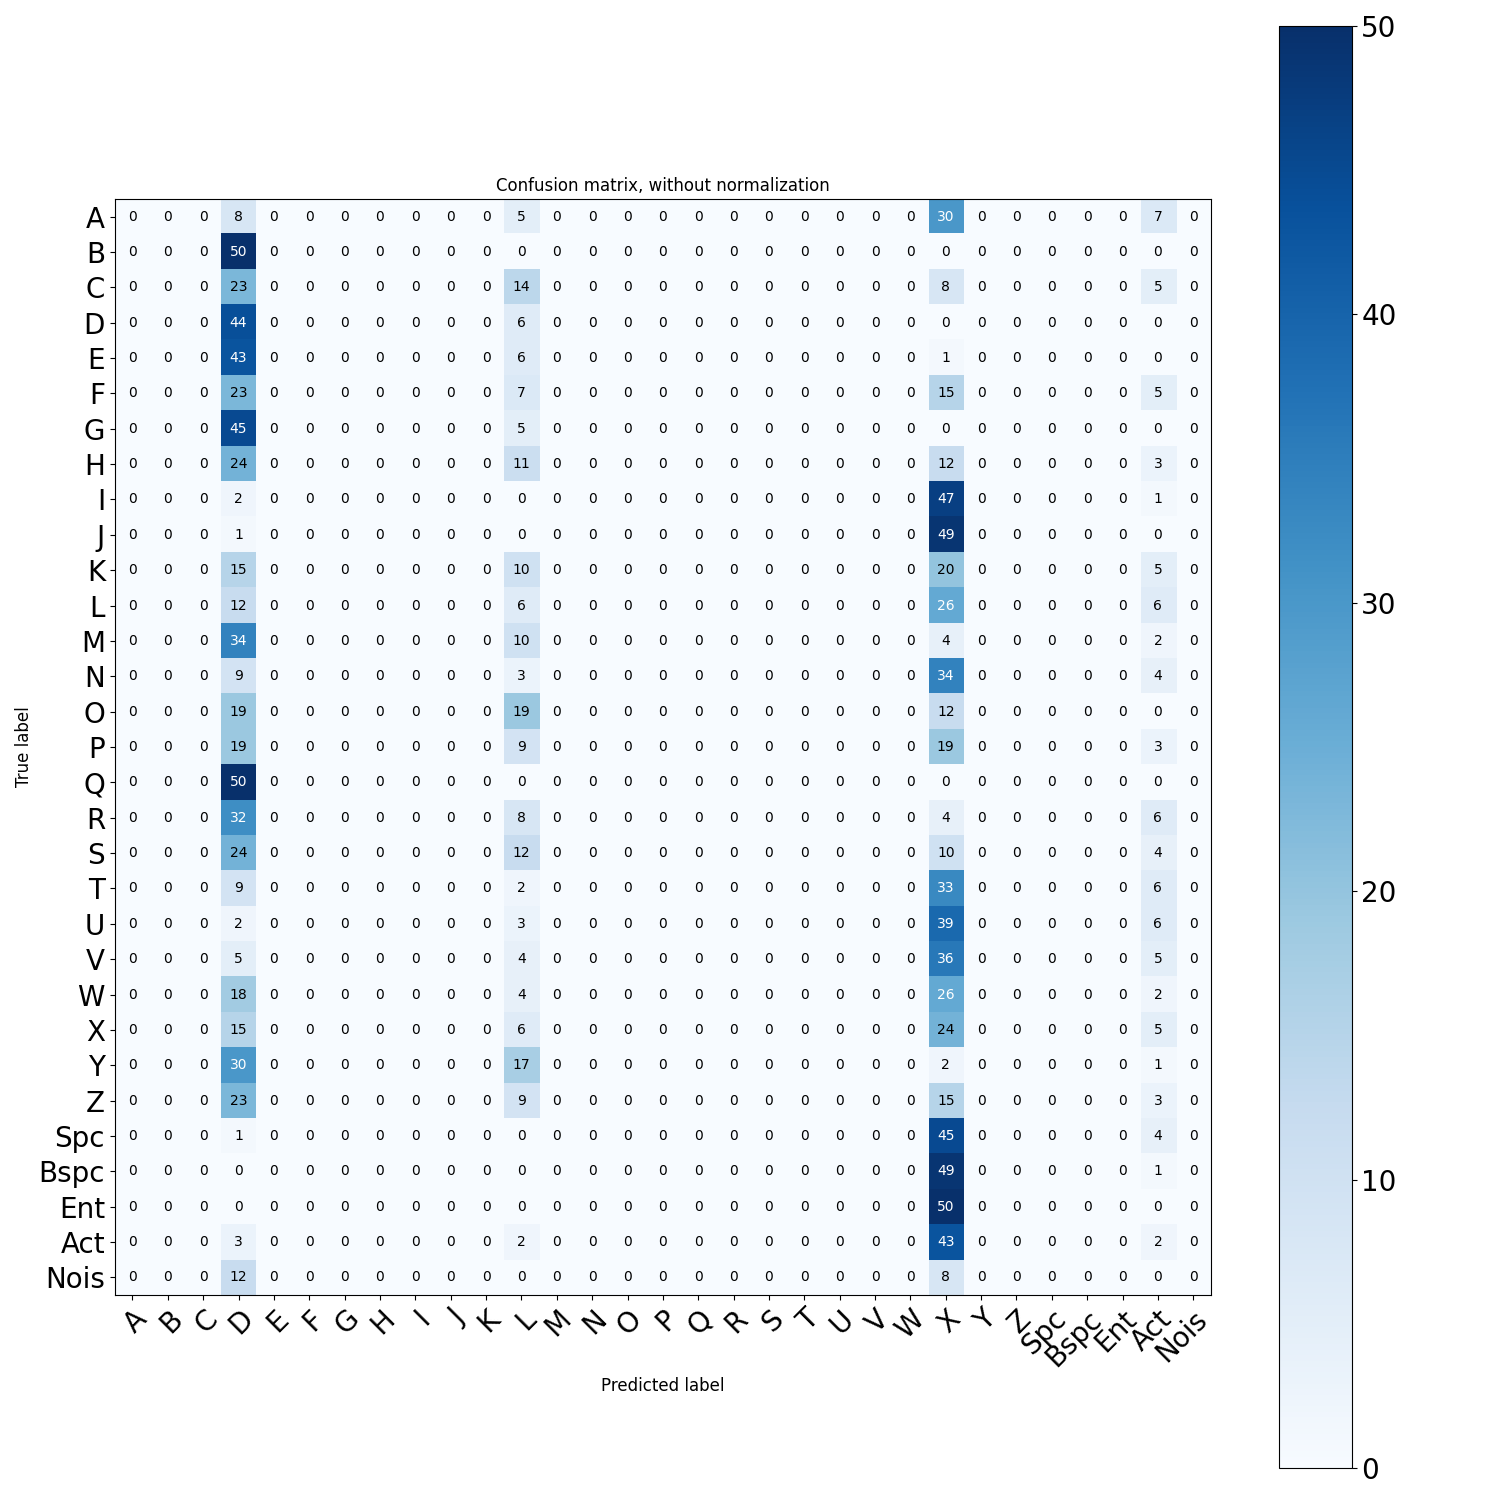 Confusion matrix, without normalization
A 0 0 0 8 0 0 0 0 0 0 0 5 0 0 0 0 0 0 0 0 0 0 0 30 0 0 0 0 0 7 0
B 0 0 0 50 0 0 0 0 0 0 0 0 0 0 0 0 0 0 0 0 0 0 0 0 0 0 0 0 0 0 0
C 0 0 0 23 0 0 0 0 0 0 0 14 0 0 0 0 0 0 0 0 0 0 0 8 0 0 0 0 0 5 0
D 0 0 0 44 0 0 0 0 0 0 0 6 0 0 0 0 0 0 0 0 0 0 0 0 0 0 0 0 0 0 0
E 0 0 0 43 0 0 0 0 0 0 0 6 0 0 0 0 0 0 0 0 0 0 0 1 0 0 0 0 0 0 0
F 0 0 0 23 0 0 0 0 0 0 0 7 0 0 0 0 0 0 0 0 0 0 0 15 0 0 0 0 0 5 0
G 0 0 0 45 0 0 0 0 0 0 0 5 0 0 0 0 0 0 0 0 0 0 0 0 0 0 0 0 0 0 0
H 0 0 0 24 0 0 0 0 0 0 0 11 0 0 0 0 0 0 0 0 0 0 0 12 0 0 0 0 0 3 0
I 0 0 0 2 0 0 0 0 0 0 0 0 0 0 0 0 0 0 0 0 0 0 0 47 0 0 0 0 0 1 0
J 0 0 0 1 0 0 0 0 0 0 0 0 0 0 0 0 0 0 0 0 0 0 0 49 0 0 0 0 0 0 0
K 0 0 0 15 0 0 0 0 0 0 0 10 0 0 0 0 0 0 0 0 0 0 0 20 0 0 0 0 0 5 0
L 0 0 0 12 0 0 0 0 0 0 0 6 0 0 0 0 0 0 0 0 0 0 0 26 0 0 0 0 0 6 0
M 0 0 0 34 0 0 0 0 0 0 0 10 0 0 0 0 0 0 0 0 0 0 0 4 0 0 0 0 0 2 0
N 0 0 0 9 0 0 0 0 0 0 0 3 0 0 0 0 0 0 0 0 0 0 0 34 0 0 0 0 0 4 0
O 0 0 0 19 0 0 0 0 0 0 0 19 0 0 0 0 0 0 0 0 0 0 0 12 0 0 0 0 0 0 0
P 0 0 0 19 0 0 0 0 0 0 0 9 0 0 0 0 0 0 0 0 0 0 0 19 0 0 0 0 0 3 0
Q 0 0 0 50 0 0 0 0 0 0 0 0 0 0 0 0 0 0 0 0 0 0 0 0 0 0 0 0 0 0 0
R 0 0 0 32 0 0 0 0 0 0 0 8 0 0 0 0 0 0 0 0 0 0 0 4 0 0 0 0 0 6 0
S 0 0 0 24 0 0 0 0 0 0 0 12 0 0 0 0 0 0 0 0 0 0 0 10 0 0 0 0 0 4 0
T 0 0 0 9 0 0 0 0 0 0 0 2 0 0 0 0 0 0 0 0 0 0 0 33 0 0 0 0 0 6 0
U 0 0 0 2 0 0 0 0 0 0 0 3 0 0 0 0 0 0 0 0 0 0 0 39 0 0 0 0 0 6 0
V 0 0 0 5 0 0 0 0 0 0 0 4 0 0 0 0 0 0 0 0 0 0 0 36 0 0 0 0 0 5 0
W 0 0 0 18 0 0 0 0 0 0 0 4 0 0 0 0 0 0 0 0 0 0 0 26 0 0 0 0 0 2 0
X 0 0 0 15 0 0 0 0 0 0 0 6 0 0 0 0 0 0 0 0 0 0 0 24 0 0 0 0 0 5 0
Y 0 0 0 30 0 0 0 0 0 0 0 17 0 0 0 0 0 0 0 0 0 0 0 2 0 0 0 0 0 1 0
Z 0 0 0 23 0 0 0 0 0 0 0 9 0 0 0 0 0 0 0 0 0 0 0 15 0 0 0 0 0 3 0
Spc 0 0 0 1 0 0 0 0 0 0 0 0 0 0 0 0 0 0 0 0 0 0 0 45 0 0 0 0 0 4 0
Bspc 0 0 0 0 0 0 0 0 0 0 0 0 0 0 0 0 0 0 0 0 0 0 0 49 0 0 0 0 0 1 0
Ent 0 0 0 0 0 0 0 0 0 0 0 0 0 0 0 0 0 0 0 0 0 0 0 50 0 0 0 0 0 0 0
Act 0 0 0 3 0 0 0 0 0 0 0 2 0 0 0 0 0 0 0 0 0 0 0 43 0 0 0 0 0 2 0
Nois 0 0 0 12 0 0 0 0 0 0 0 0 0 0 0 0 0 0 0 0 0 0 0 8 0 0 0 0 0 0 0
A B C D E F G H I J K L M N O P Q R S T U V W X Y Z Spc Bspc Ent Act Nois
Predicted label
True label
50
40
30
20
10
0